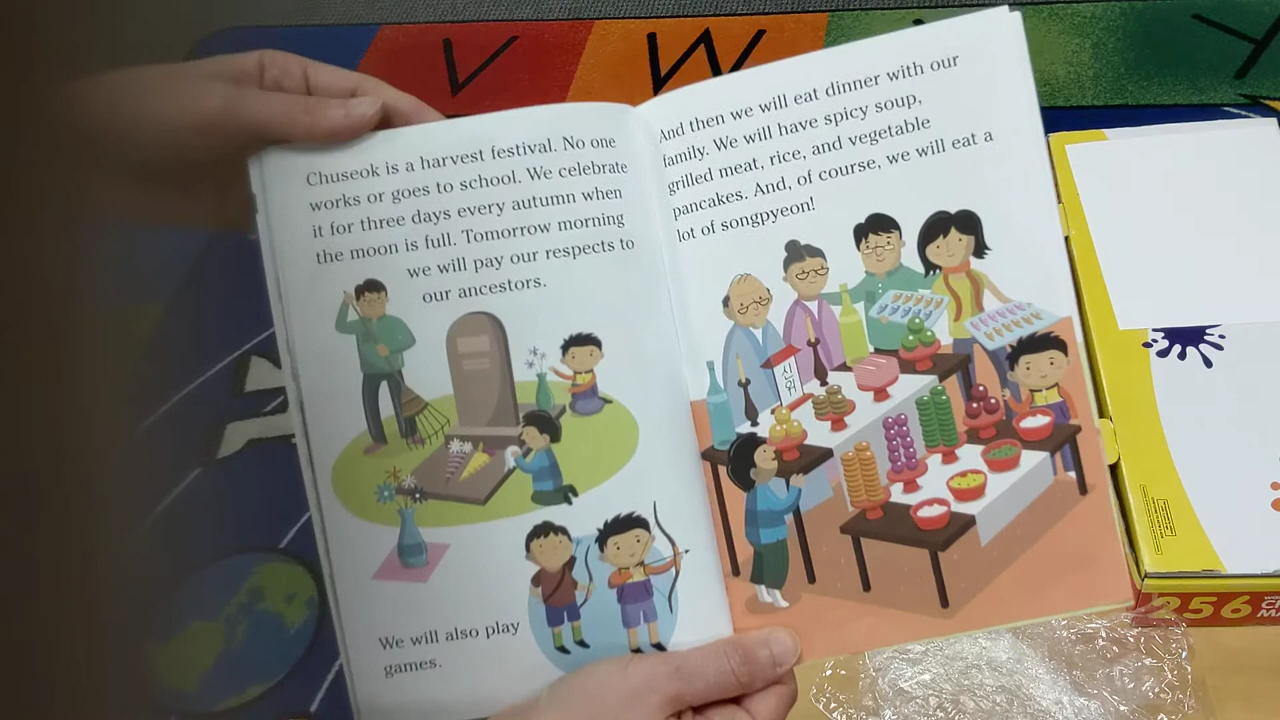 V W
Chuseok is a harvest festival. No one
works or goes to school. We celebrate
it for three days every autumn when
the moon is full. Tomorrow morning
we will pay our respects to
our ancestors.
We will also play
games.
And then we will eat dinner with our
family. We will have spicy soup,
grilled meat, rice, and vegetable
pancakes. And, of course, we will eat a
lot of songpyeon!
신위
256